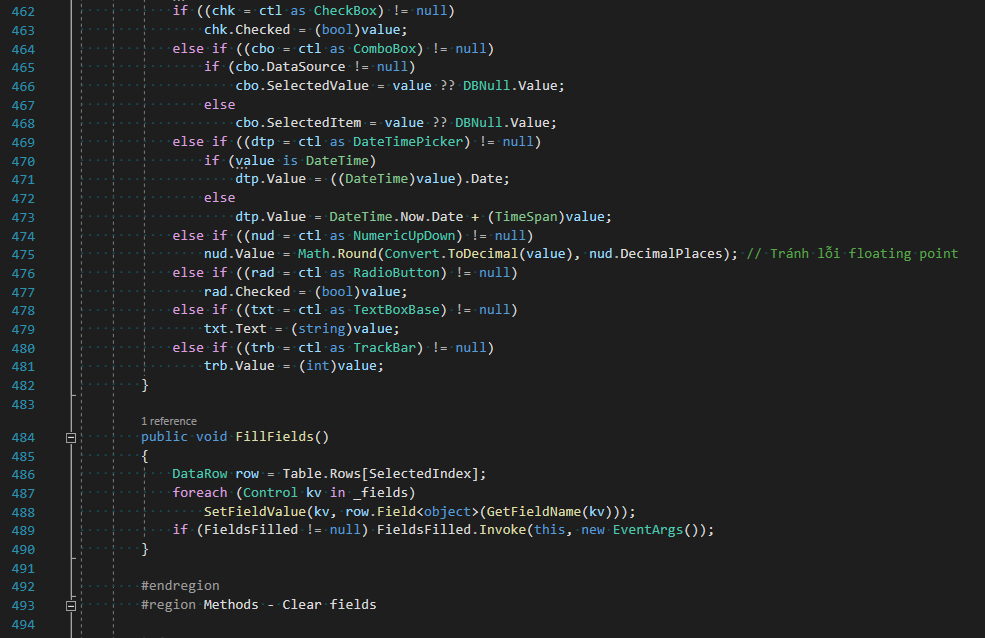 462 if ((chk = ctl as CheckBox) != null)
463 chk.Checked = (bool)value;
464 else if ((cbo = ctl as ComboBox) != null)
465 if (cbo.DataSource != null)
466 cbo.SelectedValue = value ?? DBNull.Value;
467 else
468 cbo.SelectedItem = value ?? DBNull.Value;
469 else if ((dtp = ctl as DateTimePicker) != null)
470 if (value is DateTime)
471 dtp.Value = ((DateTime)value).Date;
472 else
473 dtp.Value = DateTime.Now.Date + (TimeSpan)value;
474 else if ((nud = ctl as NumericUpDown) != null)
475 nud.Value = Math.Round(Convert.ToDecimal(value), nud.DecimalPlaces); // Tránh lỗi floating point
476 else if ((rad = ctl as RadioButton) != null)
477 rad.Checked = (bool)value;
478 else if ((txt = ctl as TextBoxBase) != null)
479 txt.Text = (string)value;
480 else if ((trb = ctl as TrackBar) != null)
481 trb.Value = (int)value;
482 }
483
1 reference
484 public void FillFields()
485 {
486 DataRow row = Table.Rows[SelectedIndex];
487 foreach (Control kv in _fields)
488 SetFieldValue(kv, row.Field<object>(GetFieldName(kv)));
489 if (FieldsFilled != null) FieldsFilled.Invoke(this, new EventArgs());
490 }
491
492 #endregion
493 #region Methods - Clear fields
494